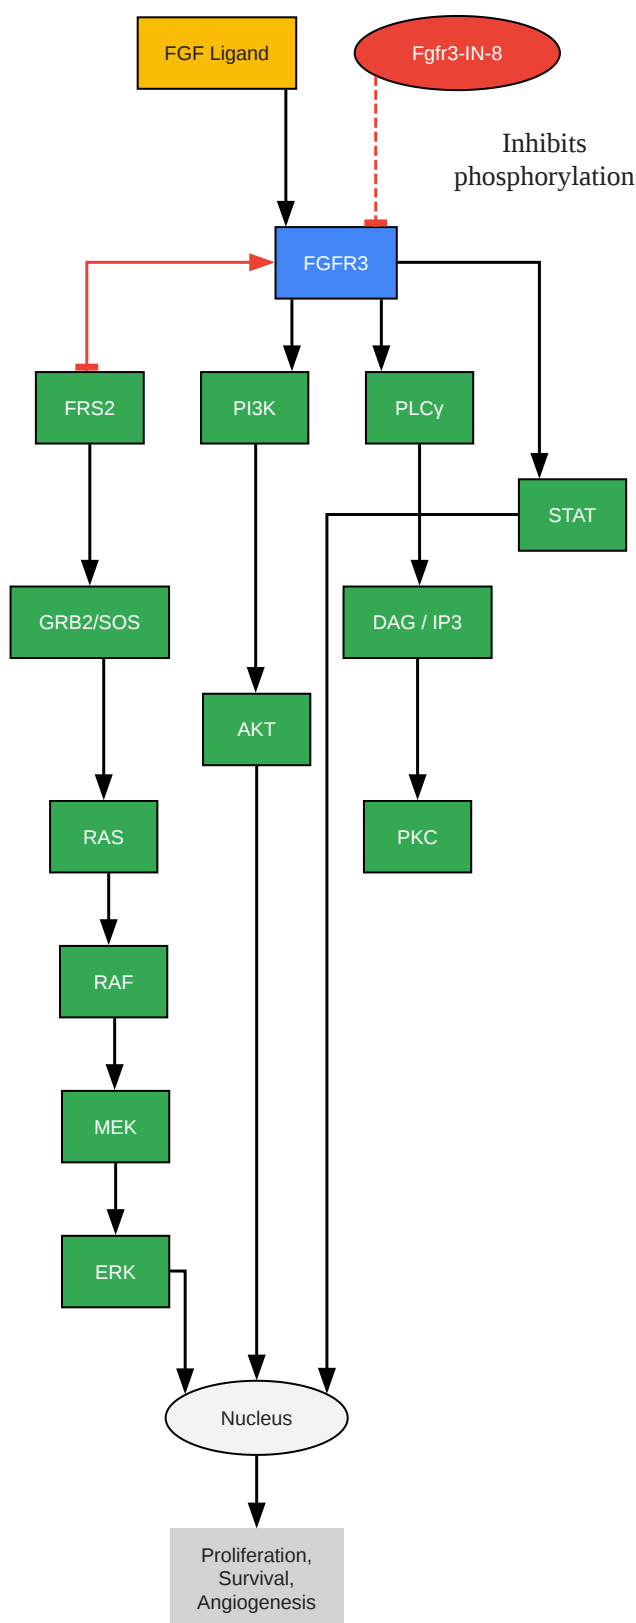 FGF Ligand
Fgfr3-IN-8
Inhibits
phosphorylation
FGFR3
FRS2
PI3K
PLCγ
STAT
GRB2/SOS
DAG / IP3
AKT
RAS
PKC
RAF
MEK
ERK
Nucleus
Proliferation,
Survival,
Angiogenesis